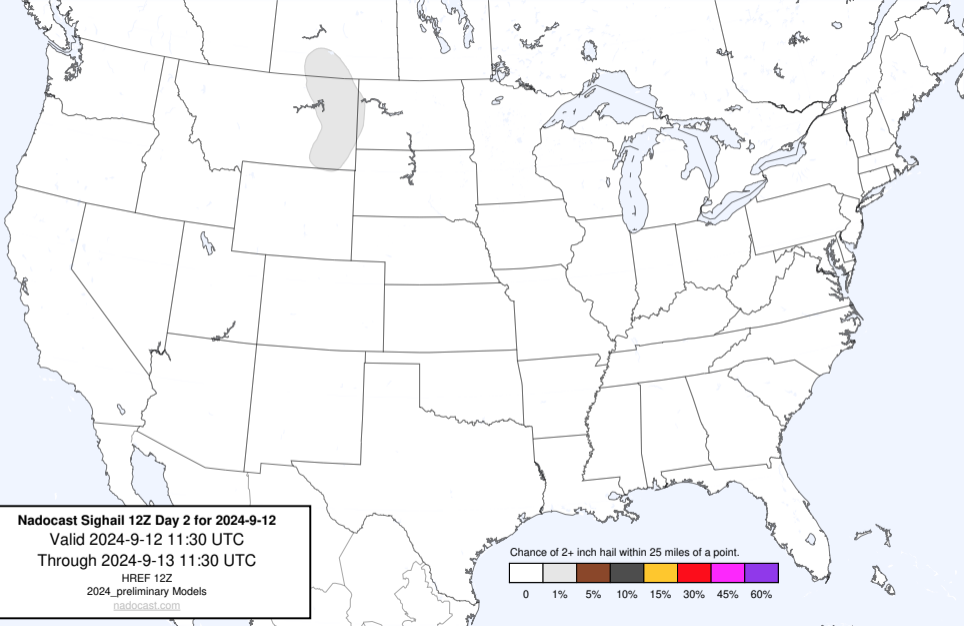 Nadocast Sighail 12Z Day 2 for 2024-9-12
Valid 2024-9-12 11:30 UTC
Through 2024-9-13 11:30 UTC
HREF 12Z
2024_preliminary Models
nadocast.com
Chance of 2+ inch hail within 25 miles of a point.
0 1% 5% 10% 15% 30% 45% 60%